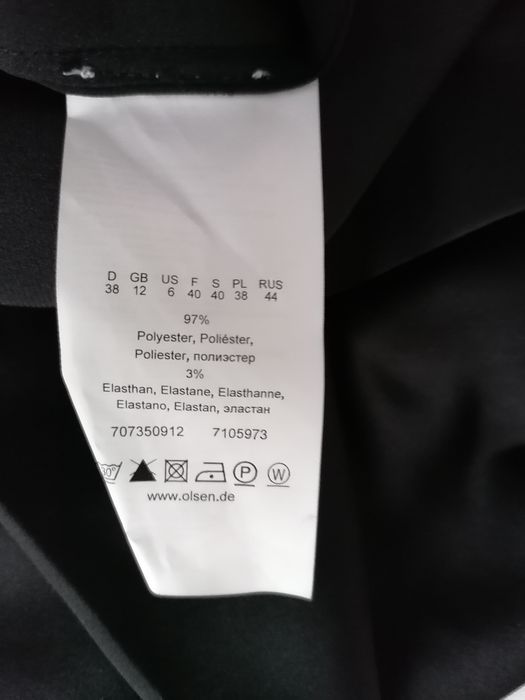 D GB US F S PL RUS
38 12 6 40 40 38 44
97%
Polyester, Poliéster,
Poliester, полиэстер
3%
Elasthan, Elastane, Elasthanne,
Elastano, Elastan, эластан
707350912 7105973
30° P W
www.olsen.de